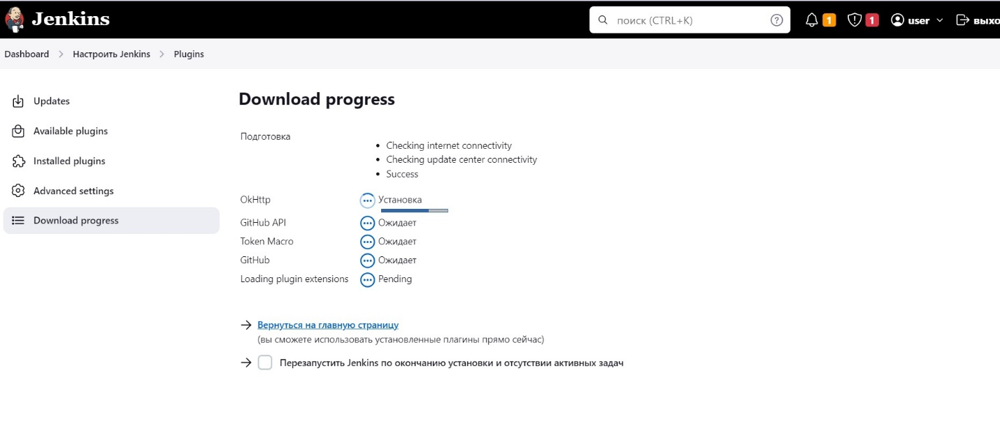 Jenkins
поиск (CTRL+K)
1
1
user
выхо
Dashboard
Настроить Jenkins
Plugins
Updates
Available plugins
Installed plugins
Advanced settings
Download progress
Download progress
Подготовка
Checking internet connectivity
Checking update center connectivity
Success
OkHttp Установка
GitHub API Ожидает
Token Macro Ожидает
GitHub Ожидает
Loading plugin extensions Pending
Вернуться на главную страницу
(вы сможете использовать установленные плагины прямо сейчас)
Перезапустить Jenkins по окончанию установки и отсутствии активных задач